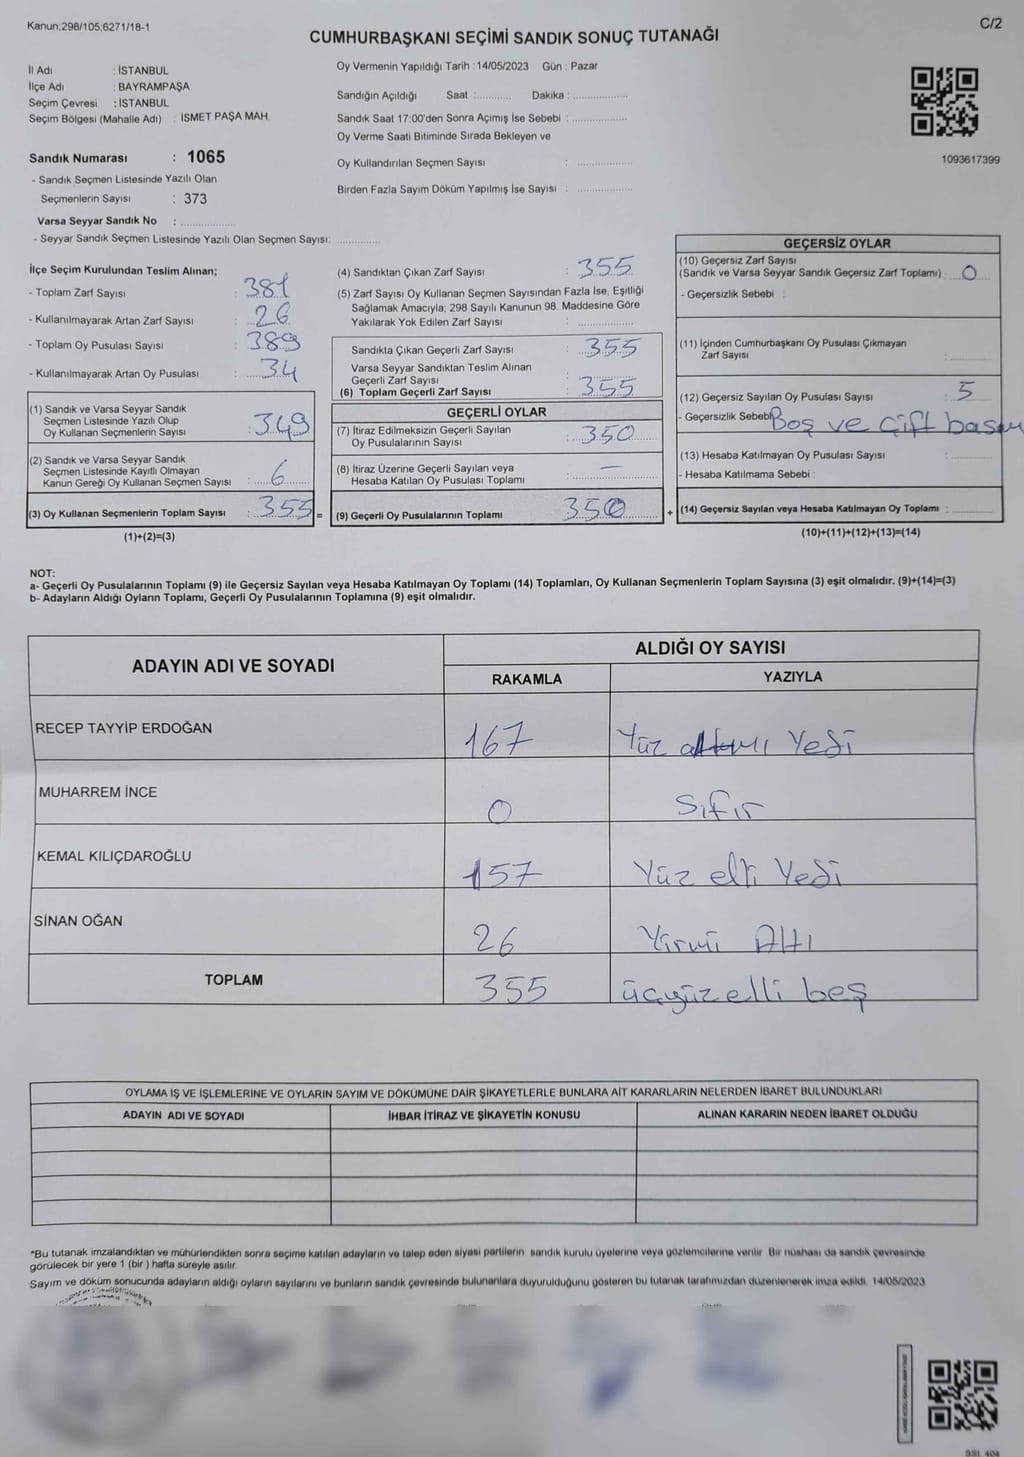 Kanun;298/105;6271/18-1
C/2
CUMHURBAŞKANI SEÇİMİ SANDIK SONUÇ TUTANAĞI
İl Adı : İSTANBUL
İlçe Adı : BAYRAMPAŞA
Seçim Çevresi : İSTANBUL
Seçim Bölgesi (Mahalle Adı) : İSMET PAŞA MAH.
Sandık Numarası : 1065
- Sandık Seçmen Listesinde Yazılı Olan
Seçmenlerin Sayısı : 373
Varsa Seyyar Sandık No :
- Seyyar Sandık Seçmen Listesinde Yazılı Olan Seçmen Sayısı:
Oy Vermenin Yapıldığı Tarih : 14/05/2023 Gün : Pazar
Sandığın Açıldığı Saat : Dakika :
Sandık Saat 17:00'den Sonra Açımış İse Sebebi :
Oy Verme Saati Bitiminde Sırada Bekleyen ve
Oy Kullandırılan Seçmen Sayısı :
Birden Fazla Sayım Döküm Yapılmış İse Sayısı :
1093617399
İlçe Seçim Kurulundan Teslim Alınan;
- Toplam Zarf Sayısı : 381
- Kullanılmayarak Artan Zarf Sayısı : 26
- Toplam Oy Pusulası Sayısı : 389
- Kullanılmayarak Artan Oy Pusulası : 34
(1) Sandık ve Varsa Seyyar Sandık
Seçmen Listesinde Yazılı Olup
Oy Kullanan Seçmenlerin Sayısı : 349
(2) Sandık ve Varsa Seyyar Sandık
Seçmen Listesinde Kayıtlı Olmayan
Kanun Gereği Oy Kullanan Seçmen Sayısı : 6
(3) Oy Kullanan Seçmenlerin Toplam Sayısı : 355 =
(1)+(2)=(3)
(4) Sandıktan Çıkan Zarf Sayısı : 355
(5) Zarf Sayısı Oy Kullanan Seçmen Sayısından Fazla İse, Eşitliği
Sağlamak Amacıyla; 298 Sayılı Kanunun 98. Maddesine Göre
Yakılarak Yok Edilen Zarf Sayısı :
Sandıkta Çıkan Geçerli Zarf Sayısı : 355
Varsa Seyyar Sandıktan Teslim Alınan
Geçerli Zarf Sayısı :
(6) Toplam Geçerli Zarf Sayısı : 355
GEÇERLİ OYLAR
(7) İtiraz Edilmeksizin Geçerli Sayılan
Oy Pusulalarının Sayısı : 350
(8) İtiraz Üzerine Geçerli Sayılan veya
Hesaba Katılan Oy Pusulası Toplamı : —
(9) Geçerli Oy Pusulalarının Toplamı : 350 +
GEÇERSİZ OYLAR
(10) Geçersiz Zarf Sayısı
(Sandık ve Varsa Seyyar Sandık Geçersiz Zarf Toplamı) : 0
- Geçersizlik Sebebi :
(11) İçinden Cumhurbaşkanı Oy Pusulası Çıkmayan
Zarf Sayısı :
(12) Geçersiz Sayılan Oy Pusulası Sayısı : 5
- Geçersizlik Sebebi Boş ve Çift
(13) Hesaba Katılmayan Oy Pusulası Sayısı :
- Hesaba Katılmama Sebebi :
(14) Geçersiz Sayılan veya Hesaba Katılmayan Oy Toplamı :
(10)+(11)+(12)+(13)=(14)
NOT:
a- Geçerli Oy Pusulalarının Toplamı (9) ile Geçersiz Sayılan veya Hesaba Katılmayan Oy Toplamı (14) Toplamları, Oy Kullanan Seçmenlerin Toplam Sayısına (3) eşit olmalıdır. (9)+(14)=(3)
b- Adayların Aldığı Oyların Toplamı, Geçerli Oy Pusulalarının Toplamına (9) eşit olmalıdır.
ADAYIN ADI VE SOYADI ALDIĞI OY SAYISI
RAKAMLA YAZIYLA
RECEP TAYYİP ERDOĞAN 167 Yüz altmış Yedi
MUHARREM İNCE 0 Sıfır
KEMAL KILIÇDAROĞLU 157 Yüz elli Yedi
SİNAN OĞAN 26 Yirmi Altı
TOPLAM 355 üçyüzelli beş
OYLAMA İŞ VE İŞLEMLERİNE VE OYLARIN SAYIM VE DÖKÜMÜNE DAİR ŞİKAYETLERLE BUNLARA AİT KARARLARIN NELERDEN İBARET BULUNDUKLARI
ADAYIN ADI VE SOYADI İHBAR İTİRAZ VE ŞİKAYETİN KONUSU ALINAN KARARIN NEDEN İBARET OLDUĞU
*Bu tutanak imzalandıktan ve mühürlendikten sonra seçime katılan adayların ve talep eden siyasi partilerin sandık kurulu üyelerine veya gözlemcilerine verilir. Bir nüshası da sandık çevresinde
görülecek bir yere 1 (bir ) hafta süreyle asılır.
Sayım ve döküm sonucunda adayların aldığı oyların sayılarını ve bunların sandık çevresinde bulunanlara duyurulduğunu gösteren bu tutanak tarafımızdan düzenlenerek imza edildi. 14/05/2023